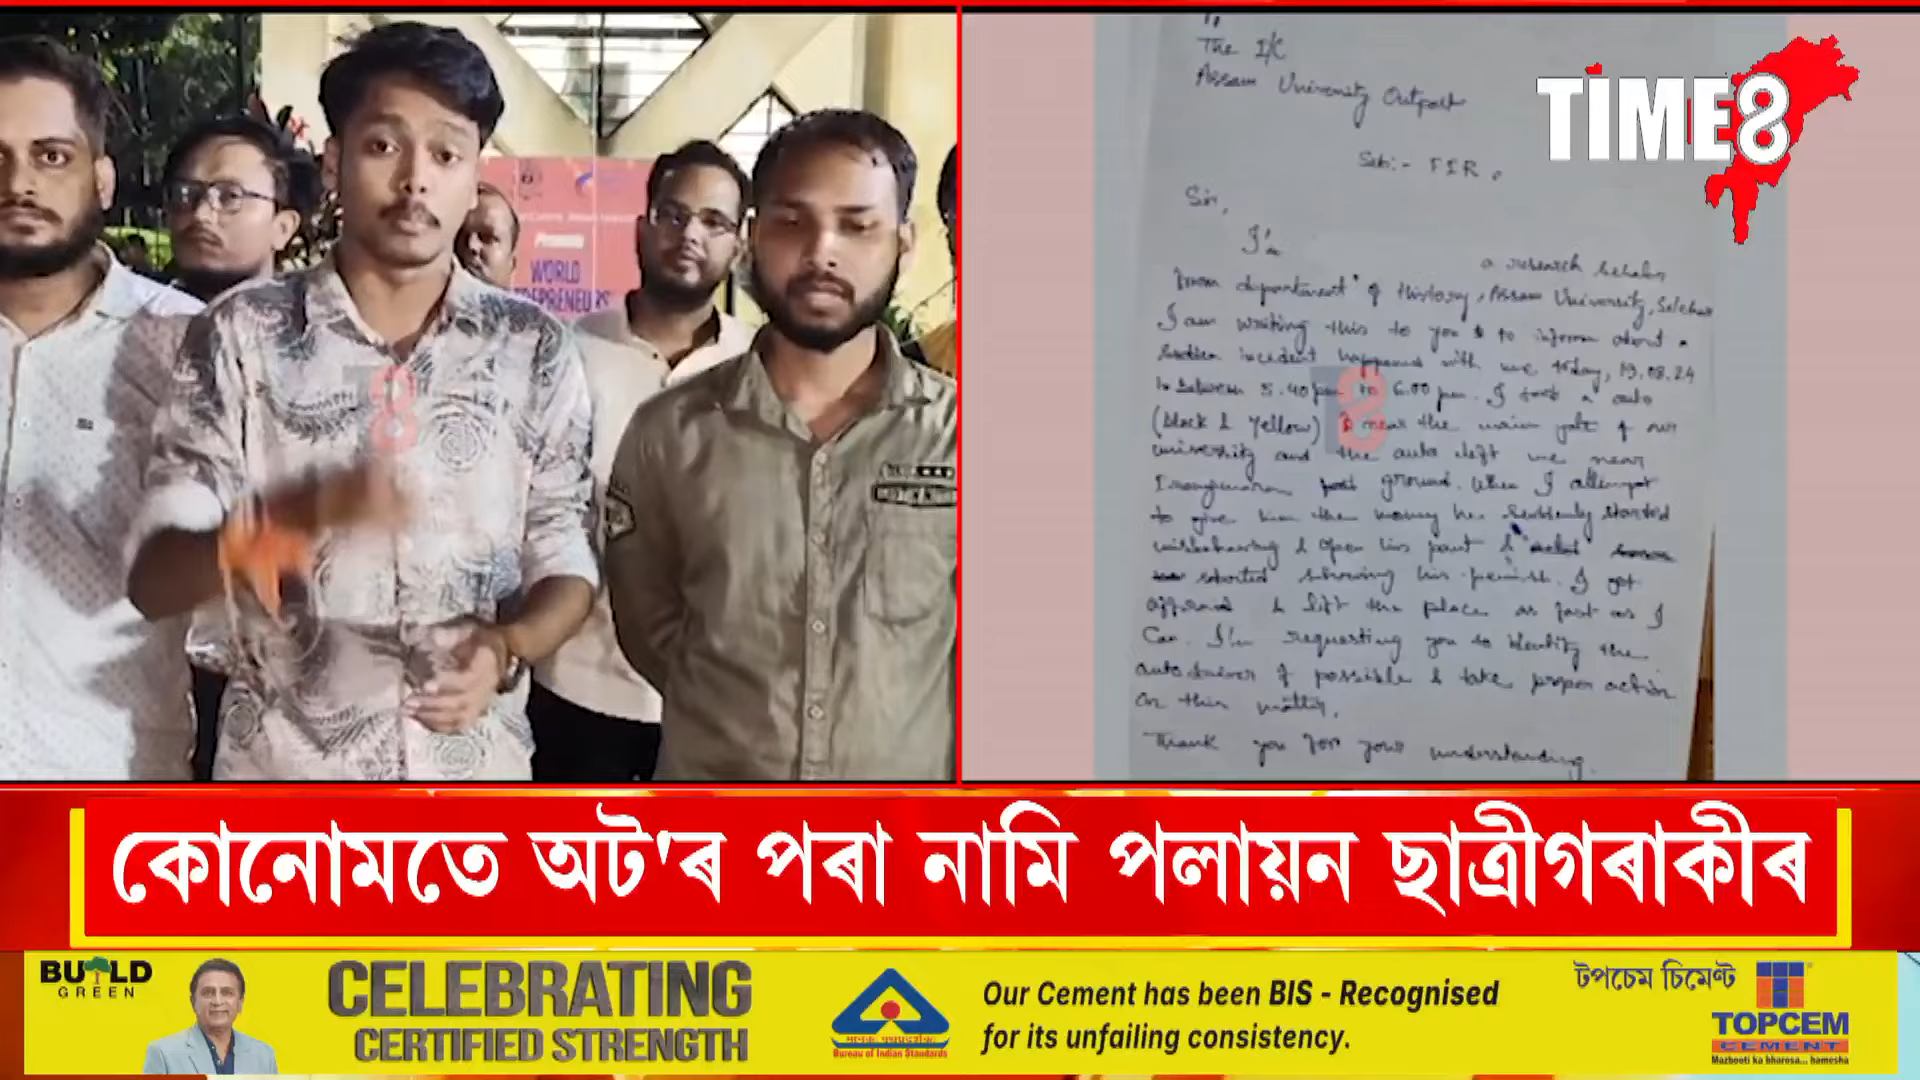 The I/C
Assam University Outpost
Sub:- FIR.
Sir,
I'm a research scholar
from department of History, Assam University, Silchar
I am writing this to you to inform about a
incident happened with me today, 19.08.24
in between 5.40 pm to 6.00 pm. I took a auto
(black & Yellow) near the main gate of our
university and the auto left me near
ground. When I attempt
to give him the money he suddenly started
misbehaving & open his pant &
started showing his penish. I got
afraid & left the place as fast as I
Can. I'm requesting you to identify the
auto driver if possible & take proper action
on this matter.
Thank you for your understanding.
TIME8
WORLD
কোনোমতে অট'ৰ পৰা নামি পলায়ন ছাত্ৰীগৰাকীৰ
BUILD
GREEN
CELEBRATING
CERTIFIED STRENGTH
मानकः पथप्रदर्शकः
Bureau of Indian Standards
Our Cement has been BIS - Recognised
for its unfailing consistency.
টপচেম চিমেণ্ট
TOPCEM
CEMENT
Mazbooti ka bharosa... hamesha